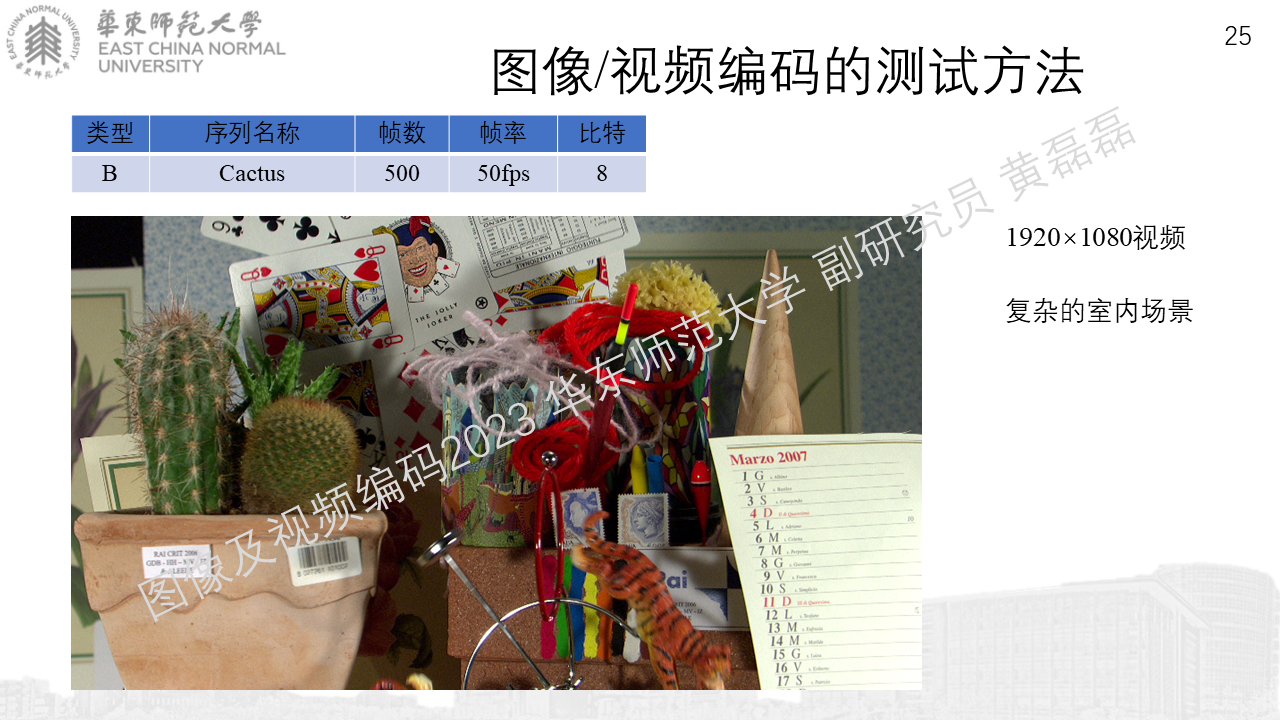 華東師範大學
EAST CHINA NORMAL
UNIVERSITY
25
图像/视频编码的测试方法
类型 序列名称 帧数 帧率 比特
B Cactus 500 50fps 8
1920×1080视频
复杂的室内场景
图像及视频编码2023 华东师范大学 副研究员 黄磊磊
THE JOLLY
JOKER
Marzo 2007
1 G
2 V
3 S
4 D
5 L
6 M
7 M
8 G
9 V
10 S
11 D
12 L
13 M
14 M
15 G
16 V
17 S
RAI CRIT 2006